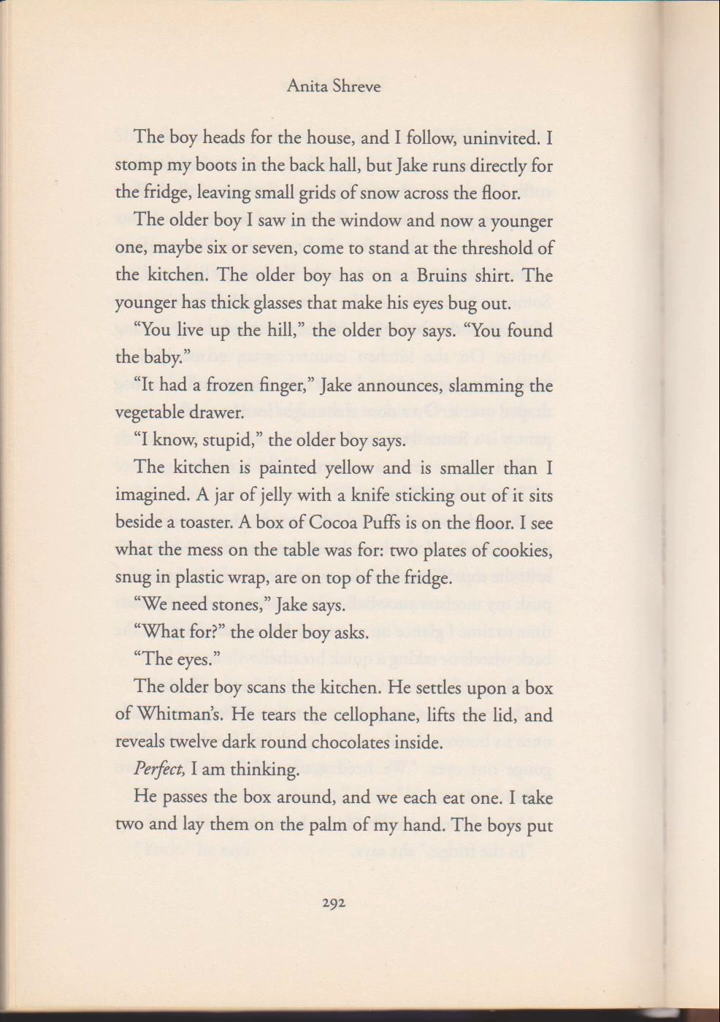 Anita Shreve
The boy heads for the house, and I follow, uninvited. I
stomp my boots in the back hall, but Jake runs directly for
the fridge, leaving small grids of snow across the floor.
The older boy I saw in the window and now a younger
one, maybe six or seven, come to stand at the threshold of
the kitchen. The older boy has on a Bruins shirt. The
younger has thick glasses that make his eyes bug out.
“You live up the hill,” the older boy says. “You found
the baby.”
“It had a frozen finger,” Jake announces, slamming the
vegetable drawer.
“I know, stupid,” the older boy says.
The kitchen is painted yellow and is smaller than I
imagined. A jar of jelly with a knife sticking out of it sits
beside a toaster. A box of Cocoa Puffs is on the floor. I see
what the mess on the table was for: two plates of cookies,
snug in plastic wrap, are on top of the fridge.
“We need stones,” Jake says.
“What for?” the older boy asks.
“The eyes.”
The older boy scans the kitchen. He settles upon a box
of Whitman’s. He tears the cellophane, lifts the lid, and
reveals twelve dark round chocolates inside.
Perfect, I am thinking.
He passes the box around, and we each eat one. I take
two and lay them on the palm of my hand. The boys put
292